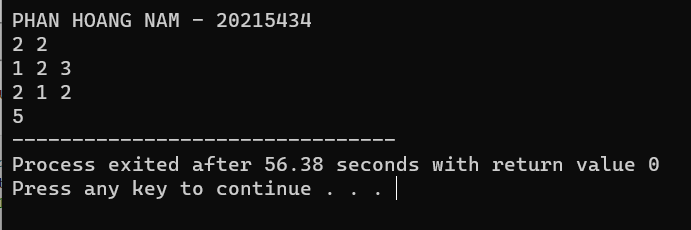 PHAN HOANG NAM - 20215434
2 2
1 2 3
2 1 2
5
--------------------------------
Process exited after 56.38 seconds with return value 0
Press any key to continue . . .